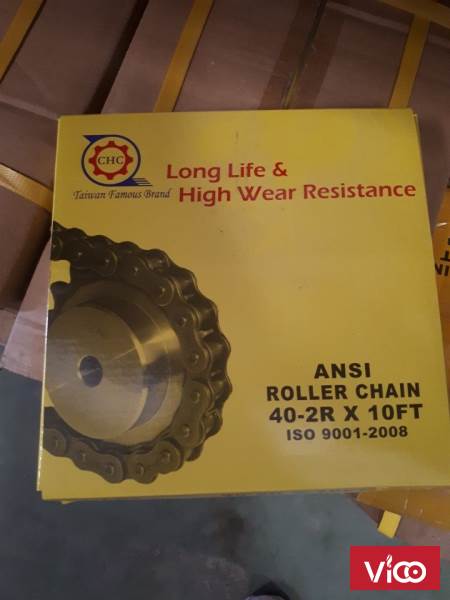 CHC
Taiwan Famous Brand
Long Life &
High Wear Resistance
ANSI
ROLLER CHAIN
40-2R X 10FT
ISO 9001-2008
VICO